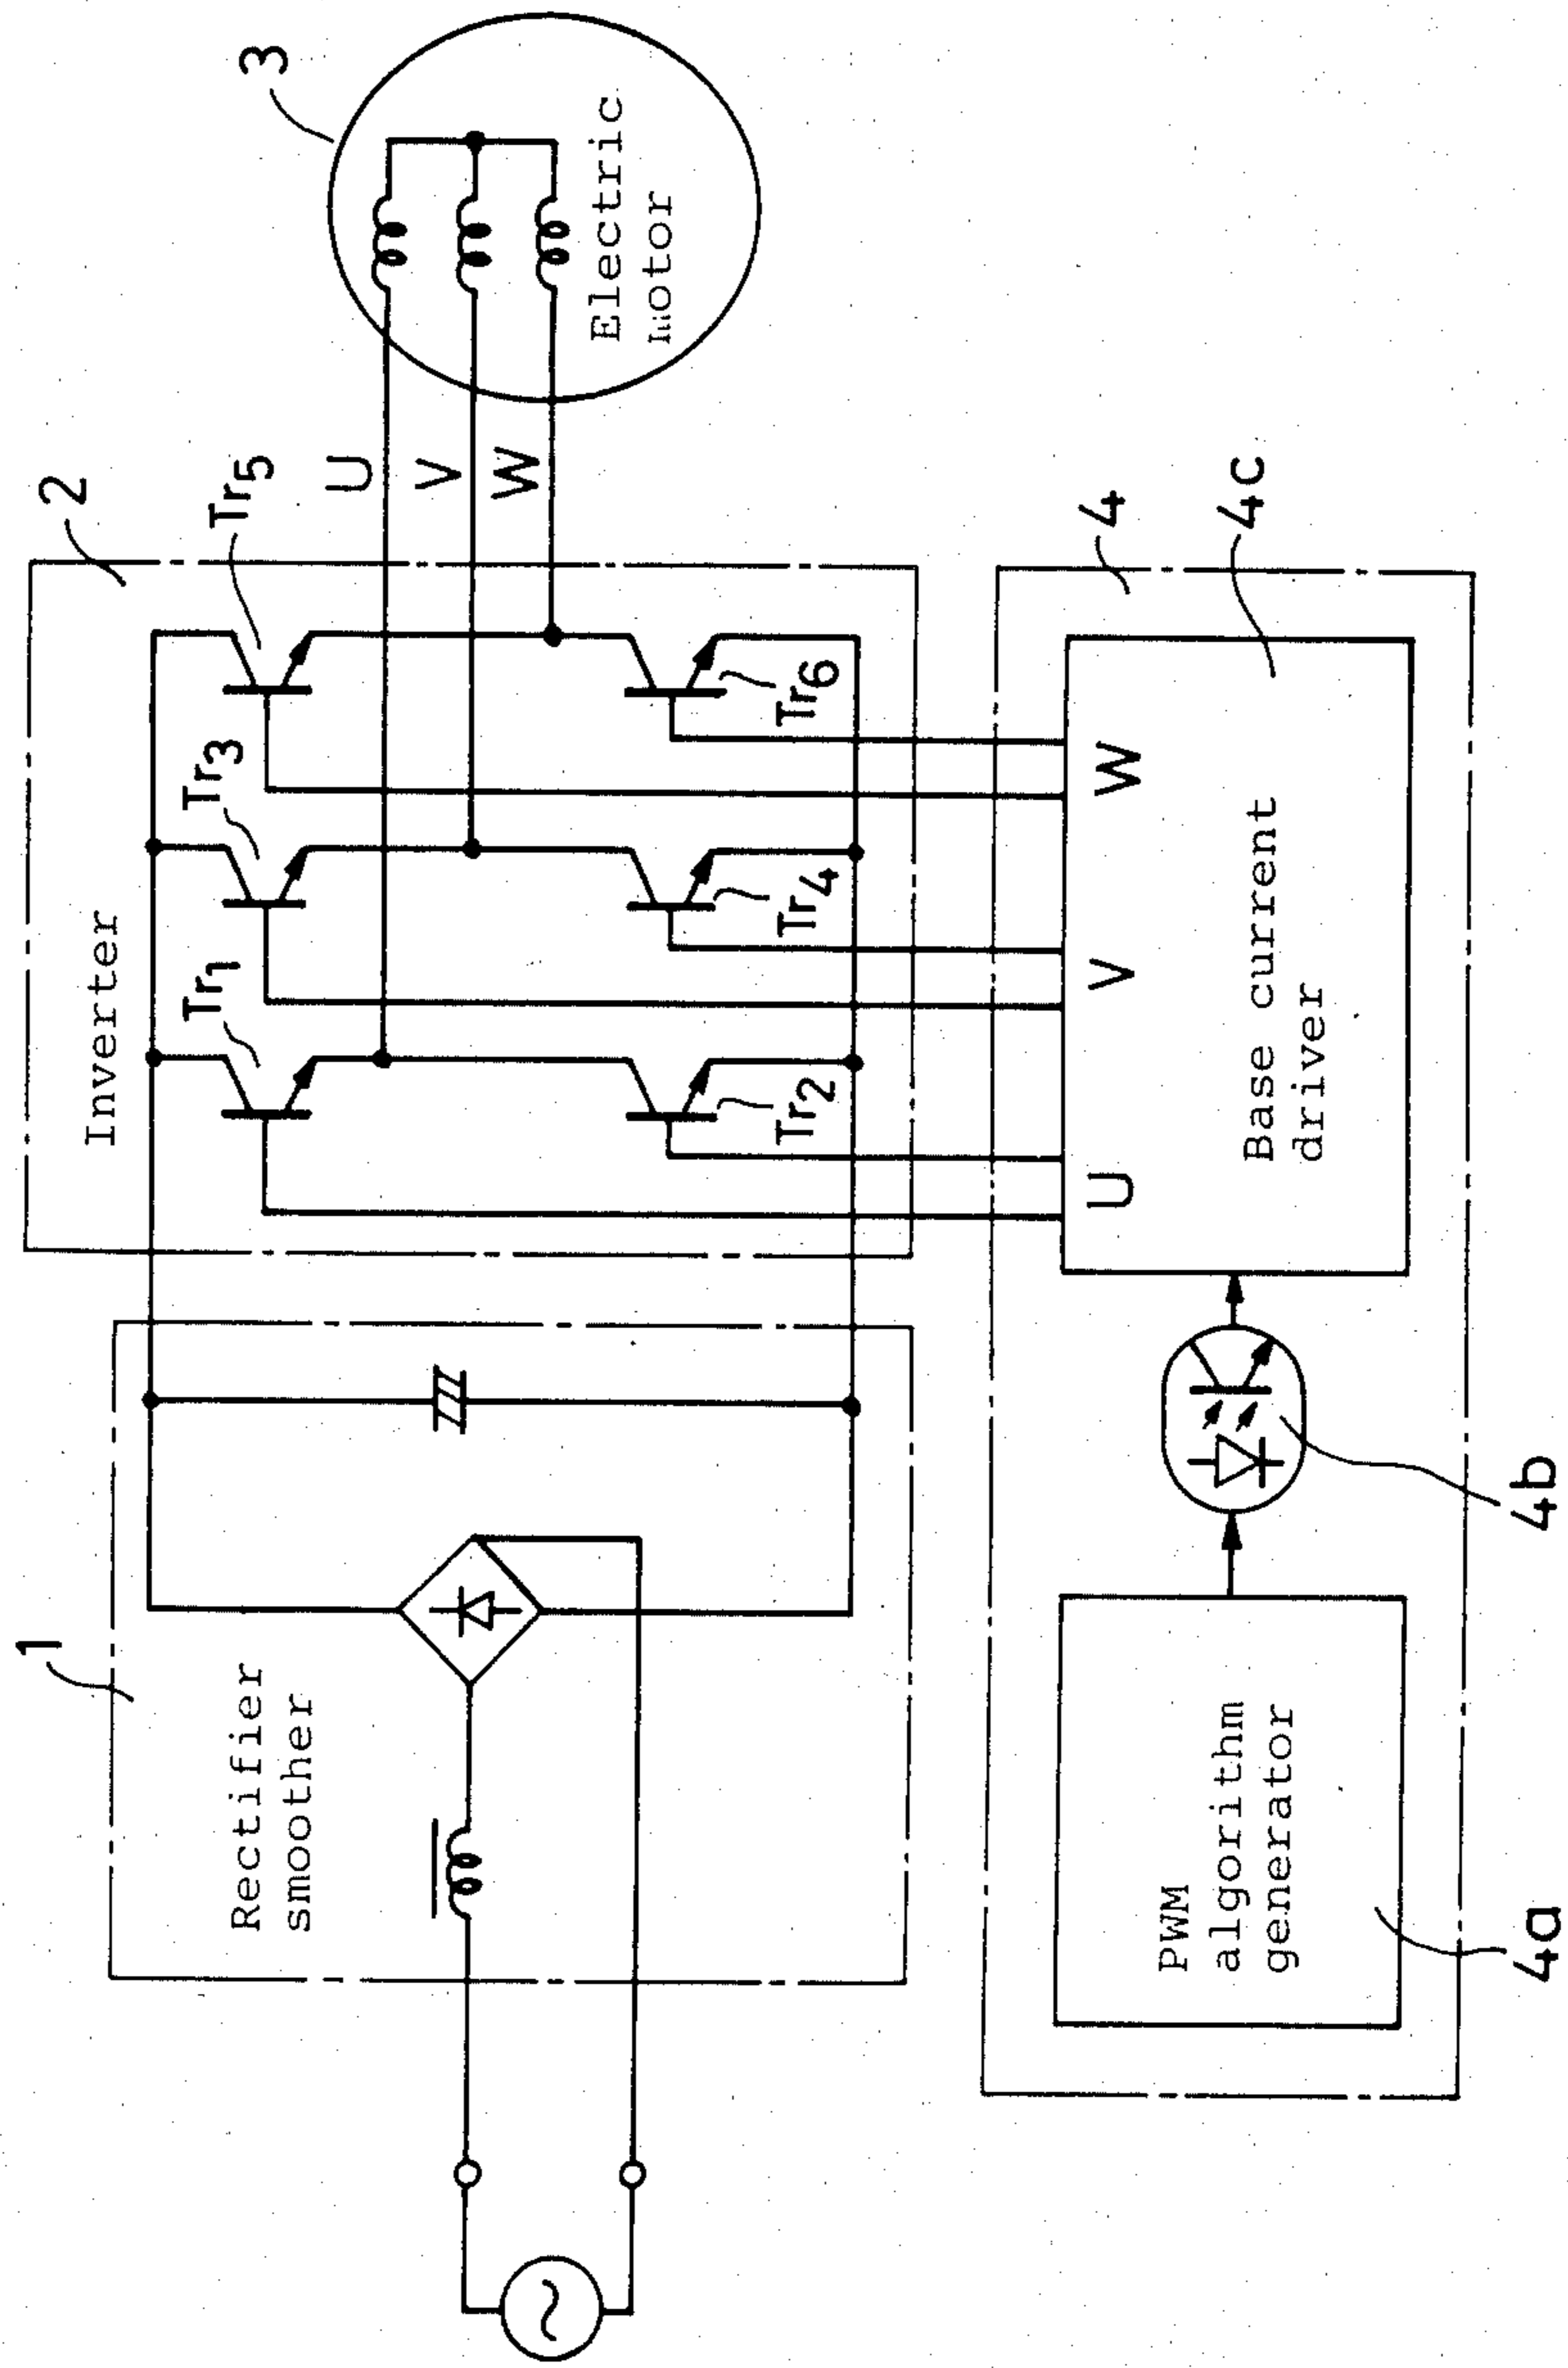 1
Rectifier
smoother
2
Inverter
Tr1
Tr3
Tr5
Tr2
Tr4
Tr6
U
V
W
3
Electric
motor
4
PWM
algorithm
generator
4a
4b
U
V
W
Base current
driver
4c